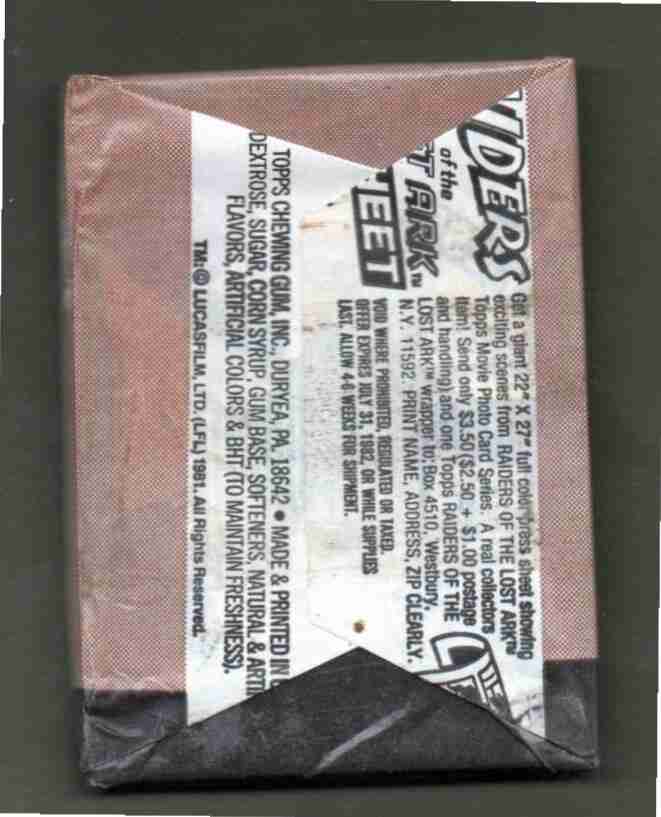 IDERS
of the
T ARK™
EET
Get a giant 22" X 27" full color press sheet showing
exciting scenes from RAIDERS OF THE LOST ARK™
Topps Movie Photo Card Series. A real collectors
item! Send only $3.50 ($2.50 + $1.00 postage
and handling) and one Topps RAIDERS OF THE
LOST ARK™ wrapper to: Box 4510, Westbury,
N.Y. 11592. PRINT NAME, ADDRESS, ZIP CLEARLY.
VOID WHERE PROHIBITED, REGULATED OR TAXED.
OFFER EXPIRES JULY 31, 1982, OR WHILE SUPPLIES
LAST. ALLOW 4-6 WEEKS FOR SHIPMENT.
TOPPS CHEWING GUM, INC., DURYEA, PA. 18642 • MADE & PRINTED IN
DEXTROSE, SUGAR, CORN SYRUP, GUM BASE, SOFTENERS, NATURAL & ARTI
FLAVORS, ARTIFICIAL COLORS & BHT (TO MAINTAIN FRESHNESS).
TM: © LUCASFILM, LTD. (LFL) 1981. All Rights Reserved.